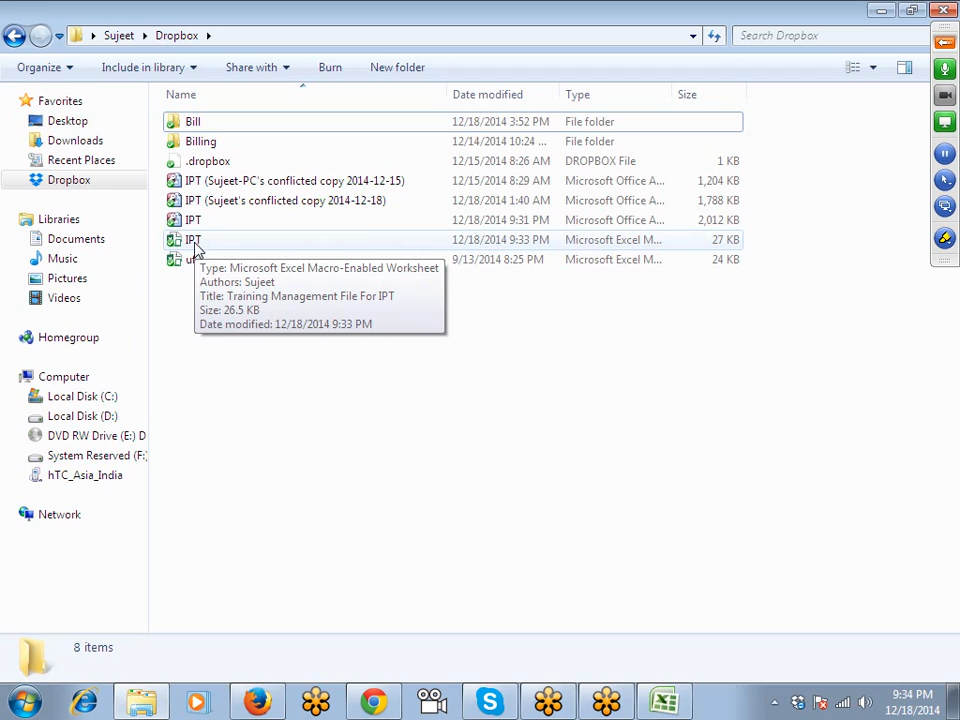 Sujeet Dropbox
Search Dropbox
Organize Include in library Share with Burn New folder
Name Date modified Type Size
Favorites
Desktop
Downloads
Recent Places
Dropbox
Libraries
Documents
Music
Pictures
Videos
Homegroup
Computer
Local Disk (C:)
Local Disk (D:)
DVD RW Drive (E:) D
System Reserved (F:)
hTC_Asia_India
Network
Bill 12/18/2014 3:52 PM File folder
Billing 12/14/2014 10:24 ... File folder
.dropbox 12/15/2014 8:26 AM DROPBOX File 1 KB
IPT (Sujeet-PC's conflicted copy 2014-12-15) 12/15/2014 8:29 AM Microsoft Office A... 1,204 KB
IPT (Sujeet's conflicted copy 2014-12-18) 12/18/2014 1:40 AM Microsoft Office A... 1,788 KB
IPT 12/18/2014 9:31 PM Microsoft Office A... 2,012 KB
IPT 12/18/2014 9:33 PM Microsoft Excel M... 27 KB
9/13/2014 8:25 PM Microsoft Excel M... 24 KB
Type: Microsoft Excel Macro-Enabled Worksheet
Authors: Sujeet
Title: Training Management File For IPT
Size: 26.5 KB
Date modified: 12/18/2014 9:33 PM
8 items
9:34 PM
12/18/2014